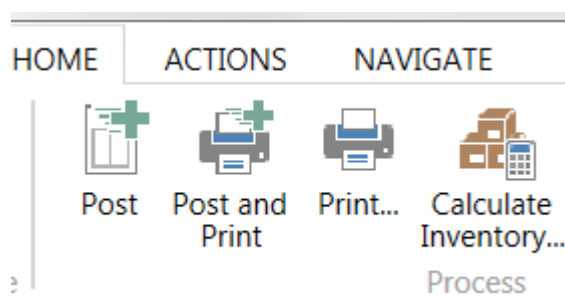 HOME ACTIONS NAVIGATE
Post Post and Print... Calculate
Print Inventory...
Process